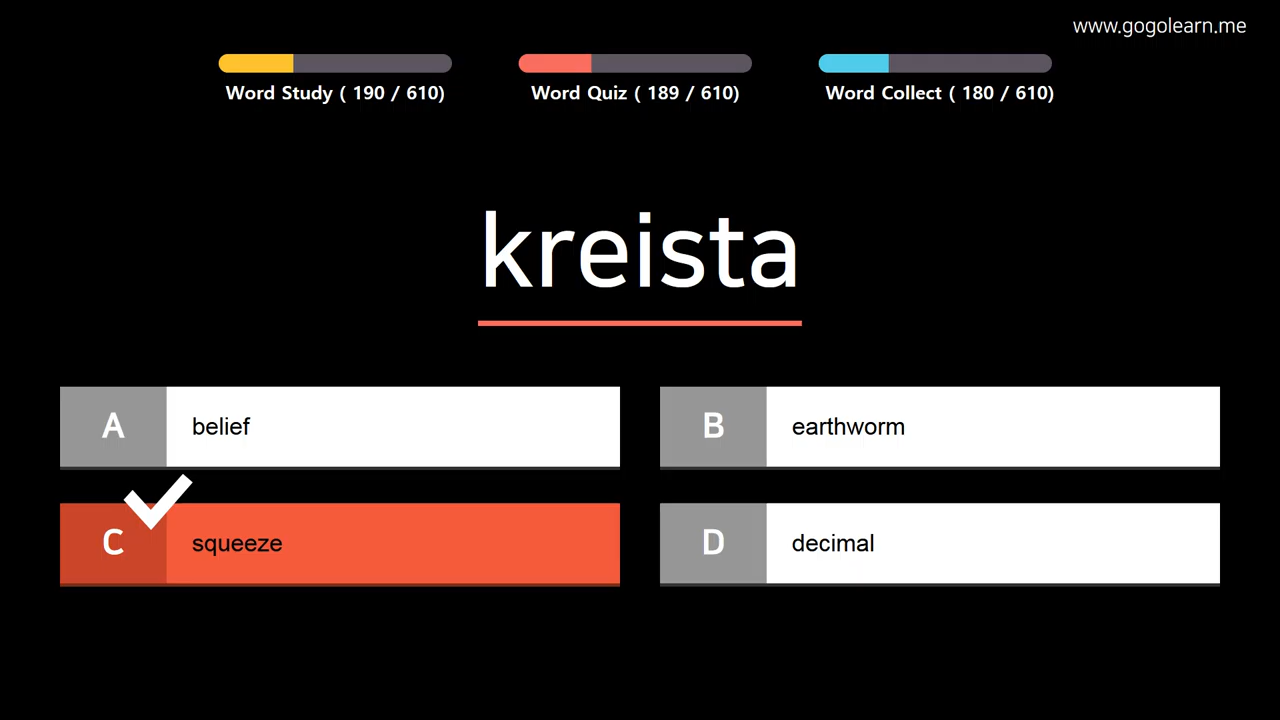 www.gogolearn.me
Word Study ( 190 / 610)
Word Quiz ( 189 / 610)
Word Collect ( 180 / 610)
kreista
A belief
B earthworm
C squeeze
D decimal